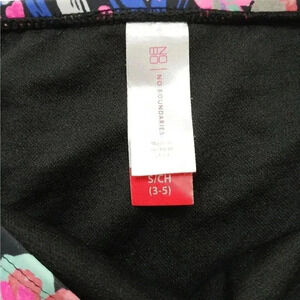 NO
BO
NO BOUNDARIES
S/CH
(3-5)